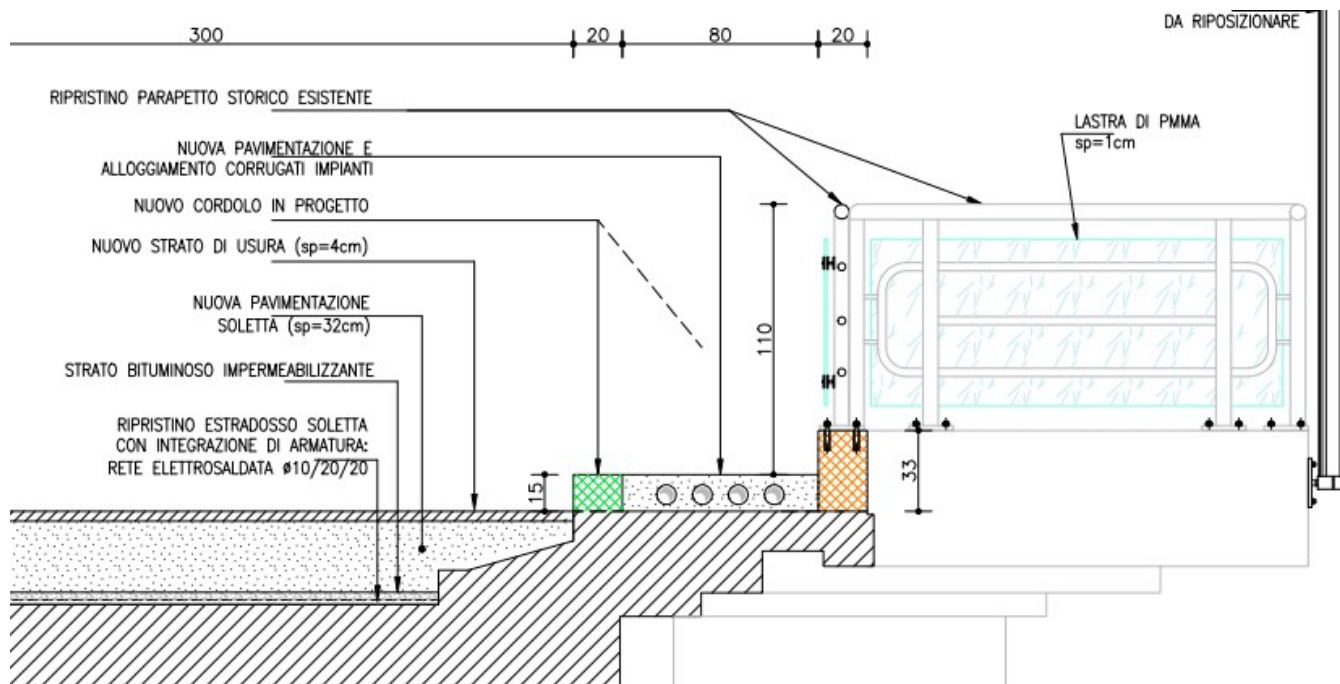 300
20
80
20
DA RIPOSIZIONARE
RIPRISTINO PARAPETTO STORICO ESISTENTE
LASTRA DI PMMA
sp=1cm
NUOVA PAVIMENTAZIONE E
ALLOGGIAMENTO CORRUGATI IMPIANTI
NUOVO CORDOLO IN PROGETTO
NUOVO STRATO DI USURA (sp=4cm)
NUOVA PAVIMENTAZIONE
SOLETTA (sp=32cm)
110
STRATO BITUMINOSO IMPERMEABILIZZANTE
RIPRISTINO ESTRADOSSO SOLETTA
CON INTEGRAZIONE DI ARMATURA:
RETE ELETTROSALDATA ø10/20/20
15
33